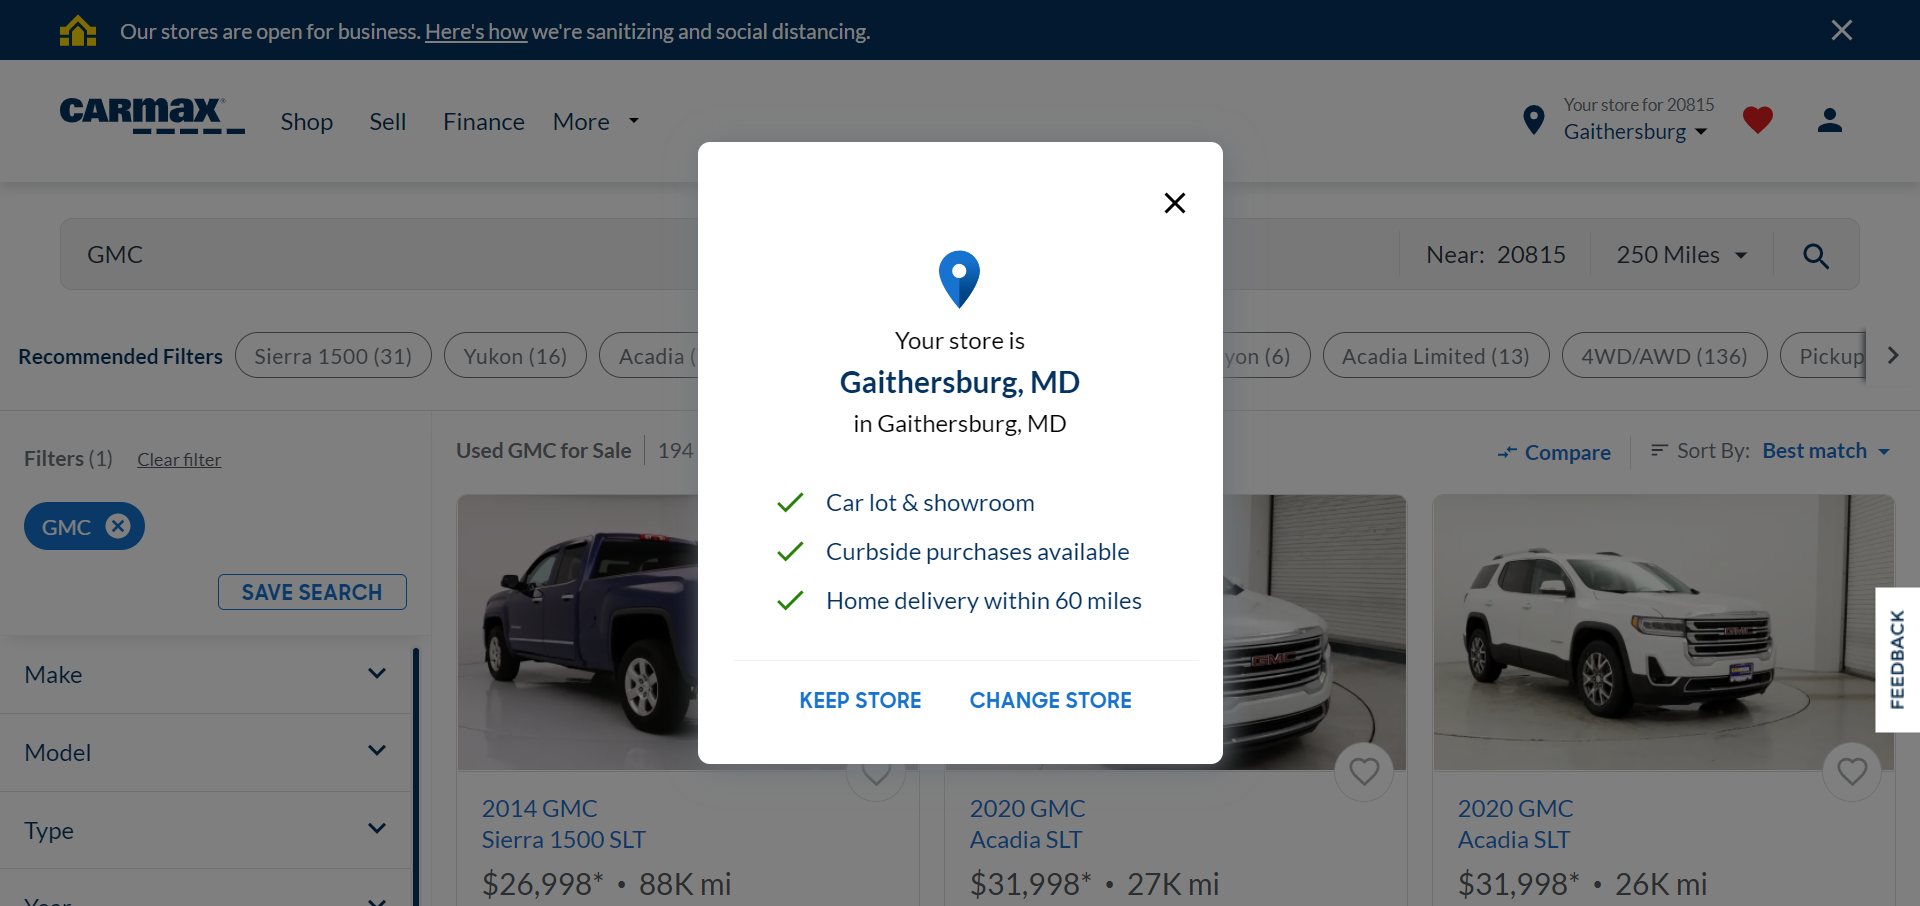 Our stores are open for business. Here's how we're sanitizing and social distancing.
CARMAX
Shop
Sell
Finance
More
Your store for 20815
Gaithersburg
GMC
Near: 20815
250 Miles
Recommended Filters
Sierra 1500 (31)
Yukon (16)
Acadia (
yon (6)
Acadia Limited (13)
4WD/AWD (136)
Pickup
Filters (1)
Clear filter
GMC
SAVE SEARCH
Make
Model
Type
Year
Used GMC for Sale
194
Compare
Sort By: Best match
Your store is
Gaithersburg, MD
in Gaithersburg, MD
Car lot & showroom
Curbside purchases available
Home delivery within 60 miles
KEEP STORE
CHANGE STORE
FEEDBACK
GMC
GMC
2014 GMC
Sierra 1500 SLT
$26,998* • 88K mi
2020 GMC
Acadia SLT
$31,998* • 27K mi
2020 GMC
Acadia SLT
$31,998* • 26K mi